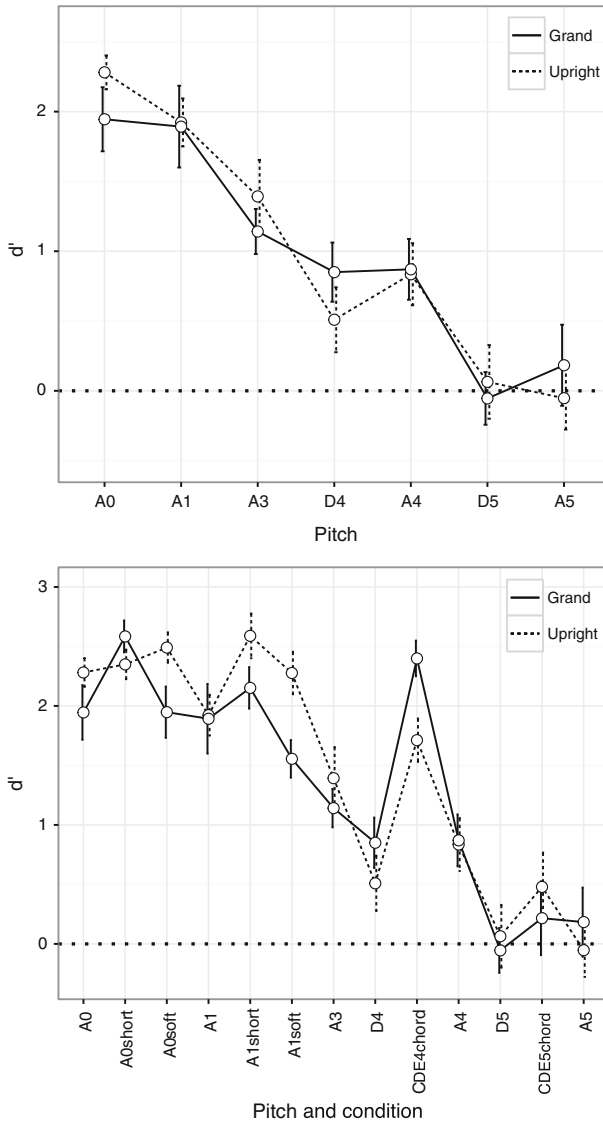 Grand
Upright
2
1
0
d'
A0 A1 A3 D4 A4 D5 A5
Pitch
Grand
Upright
3
2
1
0
d'
A0
A0short
A0soft
A1
A1short
A1soft
A3
D4
CDE4chord
A4
D5
CDE5chord
A5
Pitch and condition